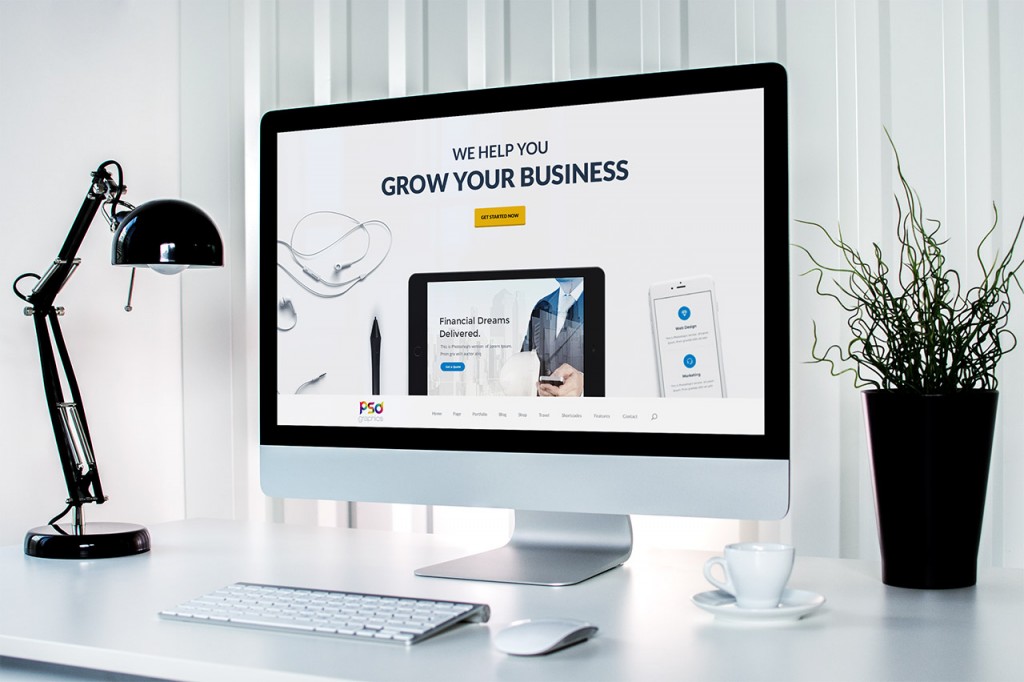 WE HELP YOU
GROW YOUR BUSINESS
GET STARTED NOW
Financial Dreams
Delivered.
Web Design
Marketing
PSD
graphics
Home Page Portfolio Blog Shop Travel Shortcodes Features Contact